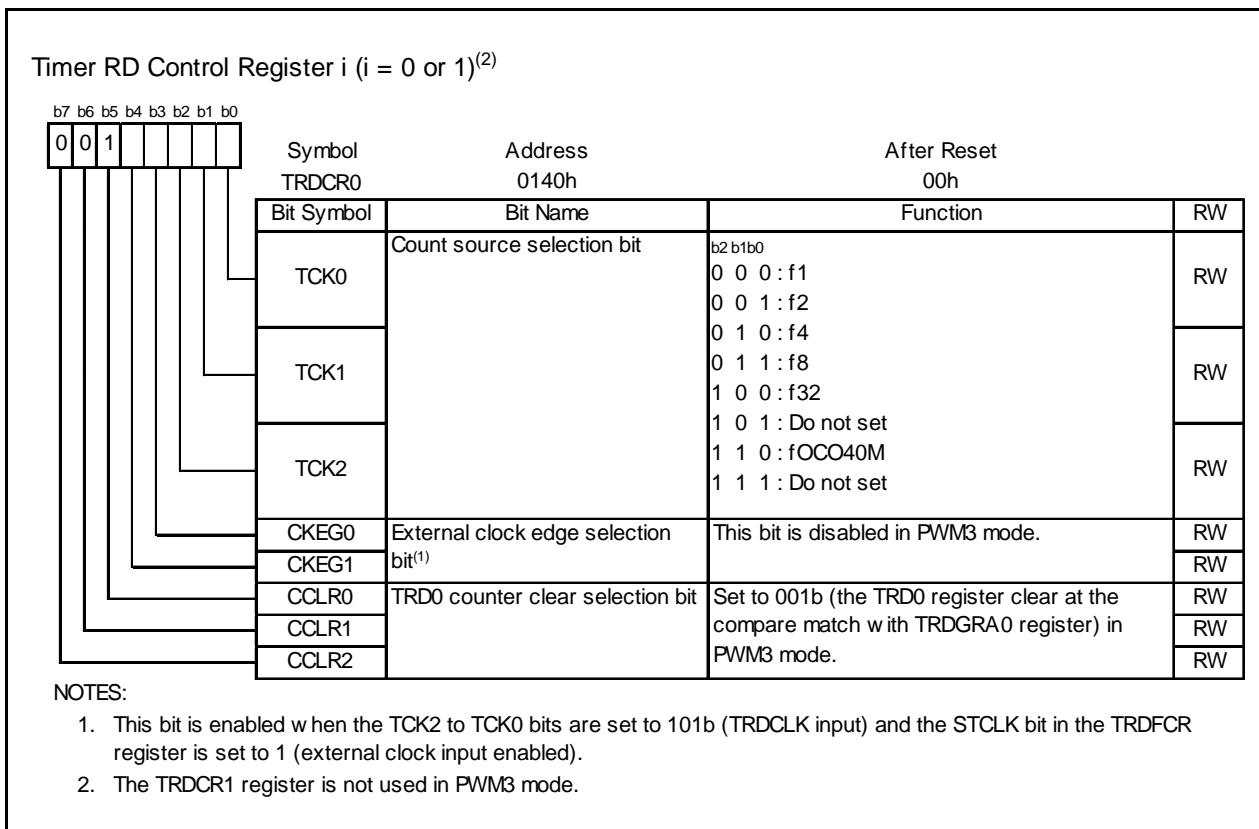 Timer RD Control Register i (i = 0 or 1)(2)
b7 b6 b5 b4 b3 b2 b1 b0
0 0 1
Symbol Address After Reset
TRDCR0 0140h 00h
Bit Symbol Bit Name Function RW
TCK0 Count source selection bit b2 b1b0 RW
0 0 0 : f1
0 0 1 : f2
0 1 0 : f4
TCK1 0 1 1 : f8 RW
1 0 0 : f32
1 0 1 : Do not set
TCK2 1 1 0 : fOCO40M RW
1 1 1 : Do not set
CKEG0 External clock edge selection This bit is disabled in PWM3 mode. RW
CKEG1 bit(1) RW
CCLR0 TRD0 counter clear selection bit Set to 001b (the TRD0 register clear at the RW
CCLR1 compare match with TRDGRA0 register) in RW
CCLR2 PWM3 mode. RW
NOTES:
1. This bit is enabled when the TCK2 to TCK0 bits are set to 101b (TRDCLK input) and the STCLK bit in the TRDFCR
register is set to 1 (external clock input enabled).
2. The TRDCR1 register is not used in PWM3 mode.